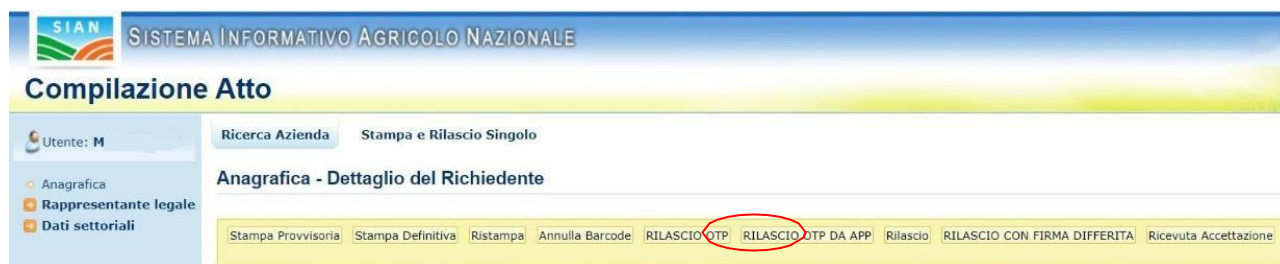 SIAN
SISTEMA INFORMATIVO AGRICOLO NAZIONALE
Compilazione Atto
Utente: M
Ricerca Azienda Stampa e Rilascio Singolo
Anagrafica
Rappresentante legale
Dati settoriali
Anagrafica - Dettaglio del Richiedente
Stampa Provvisoria Stampa Definitiva Ristampa Annulla Barcode RILASCIO OTP RILASCIO OTP DA APP Rilascio RILASCIO CON FIRMA DIFFERITA Ricevuta Accettazione